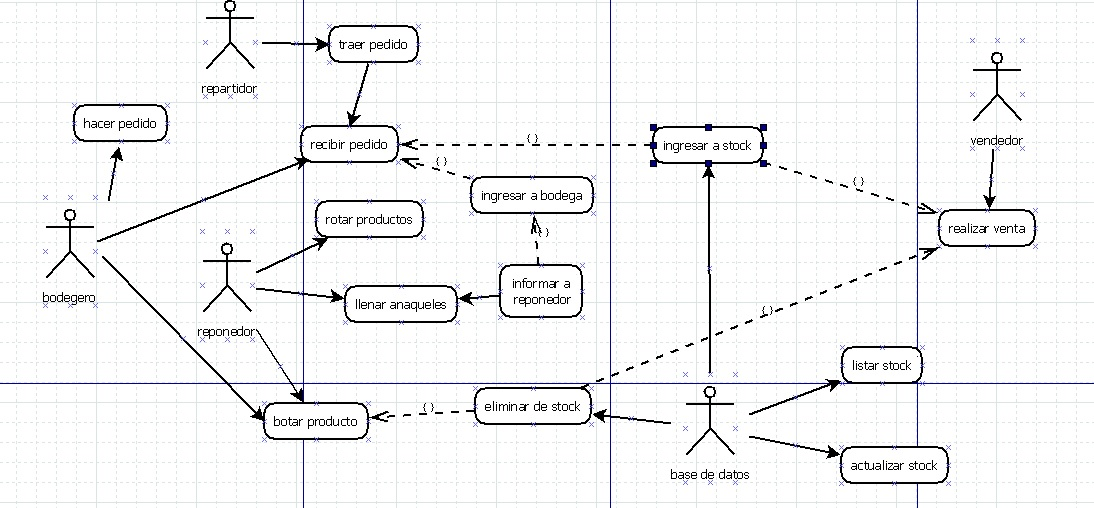 repartidor
traer pedido
hacer pedido
recibir pedido
{ }
ingresar a stock
vendedor
{ }
ingresar a bodega
{ }
rotar productos
realizar venta
{ }
bodegero
reponedor
llenar anaqueles
informar a
reponedor
{ }
listar stock
botar producto
{ }
eliminar de stock
base de datos
actualizar stock